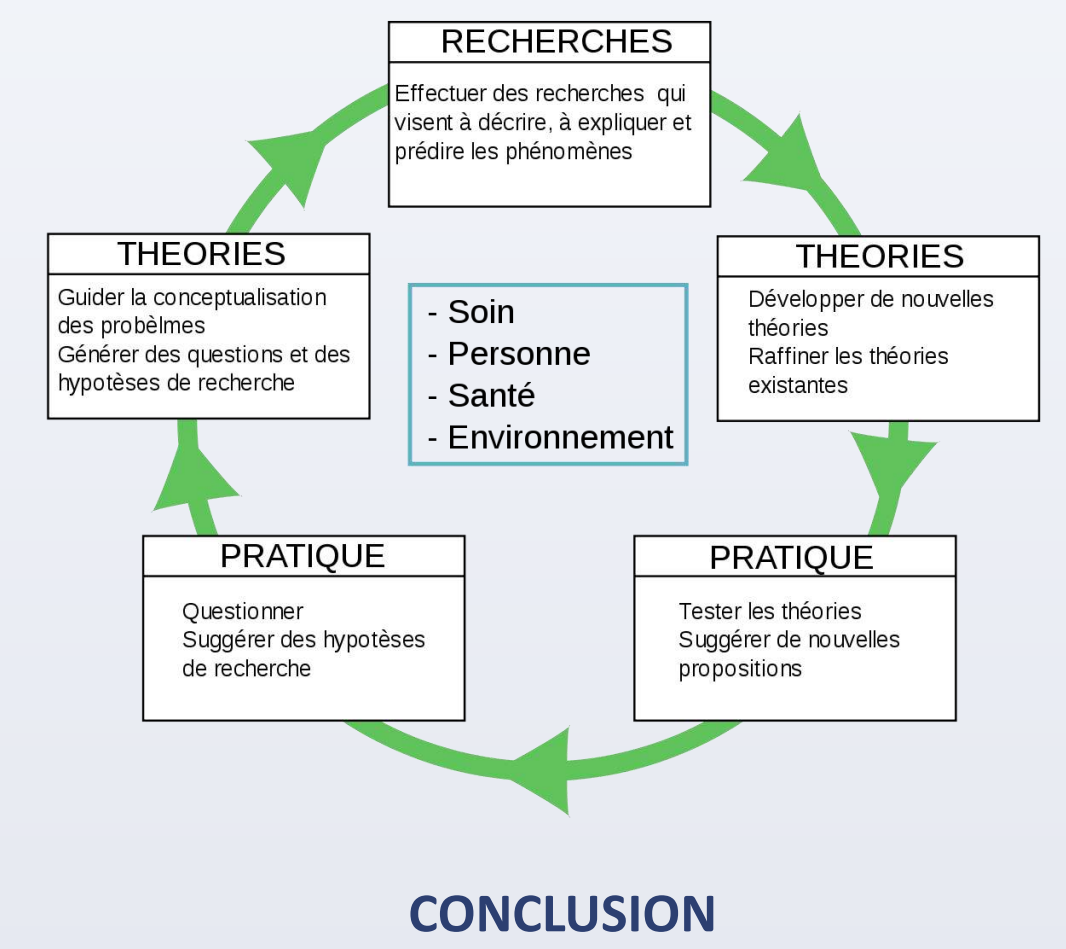 RECHERCHES
Effectuer des recherches qui
visent à décrire, à expliquer et
prédire les phénomènes
THEORIES
Guider la conceptualisation
des probèlmes
Générer des questions et des
hypotèses de recherche
THEORIES
Développer de nouvelles
théories
Raffiner les théories
existantes
- Soin
- Personne
- Santé
- Environnement
PRATIQUE
Questionner
Suggérer des hypotèses
de recherche
PRATIQUE
Tester les théories
Suggérer de nouvelles
propositions
CONCLUSION